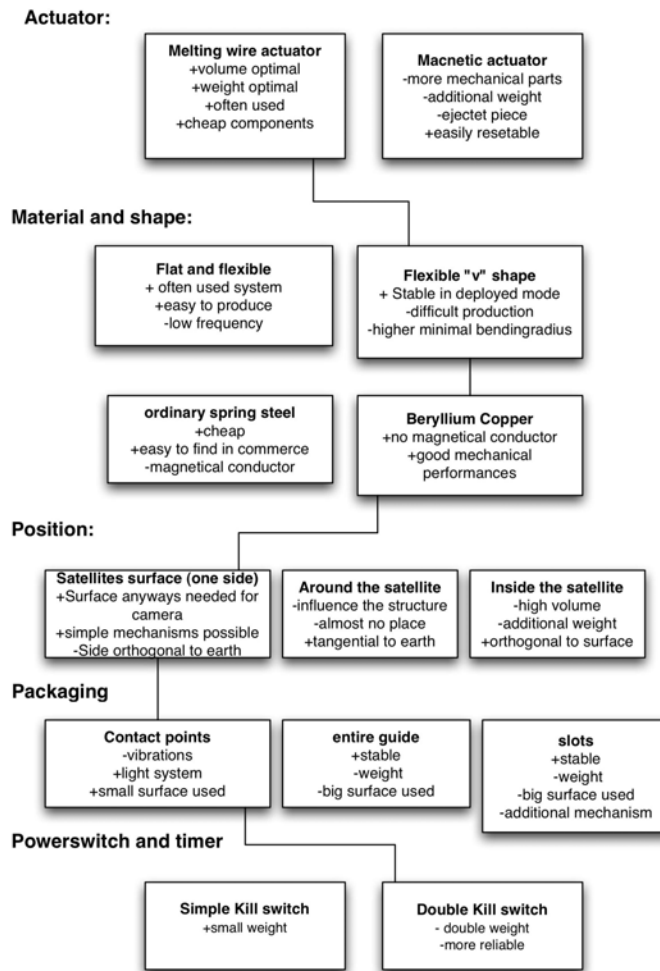 Actuator:
Melting wire actuator
+volume optimal
+weight optimal
+often used
+cheap components
Macnetic actuator
-more mechanical parts
-additional weight
-ejectet piece
+easily resetable
Material and shape:
Flat and flexible
+ often used system
+easy to produce
-low frequency
Flexible "v" shape
+ Stable in deployed mode
-difficult production
-higher minimal bendingradius
ordinary spring steel
+cheap
+easy to find in commerce
-magnetical conductor
Beryllium Copper
+no magnetical conductor
+good mechanical
performances
Position:
Satellites surface (one side)
+Surface anyways needed for
camera
+simple mechanisms possible
-Side orthogonal to earth
Around the satellite
-influence the structure
-almost no place
+tangential to earth
Inside the satellite
-high volume
-additional weight
+orthogonal to surface
Packaging
Contact points
-vibrations
+light system
+small surface used
entire guide
+stable
-weight
-big surface used
slots
+stable
-weight
-big surface used
-additional mechanism
Powerswitch and timer
Simple Kill switch
+small weight
Double Kill switch
- double weight
-more reliable